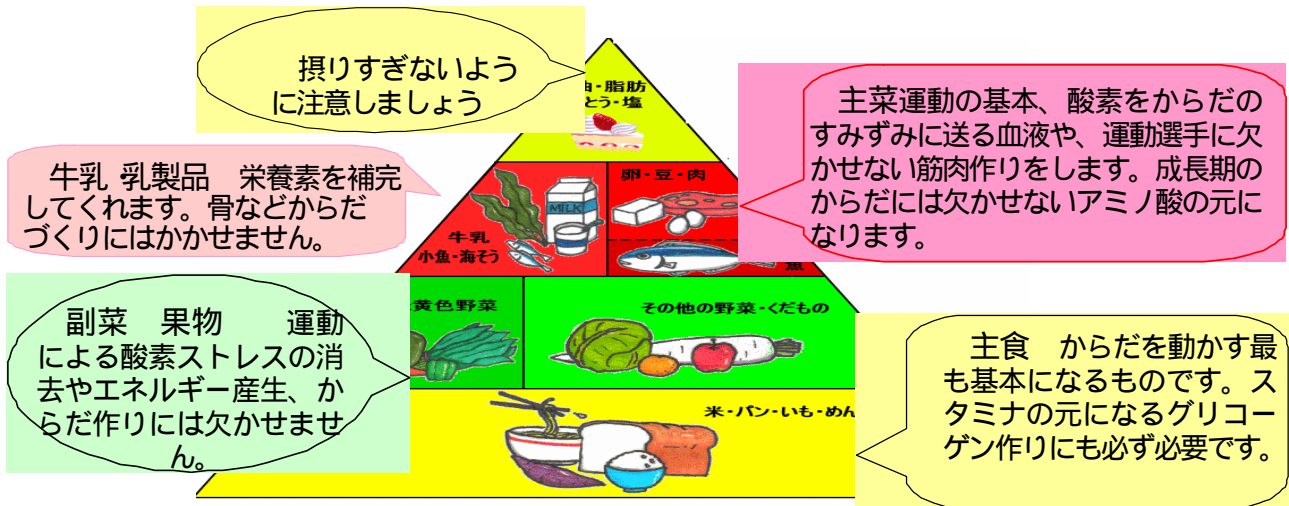 摂りすぎないよう
に注意しましょう
・脂肪
とう・塩
主菜運動の基本、酸素をからだの
すみずみに送る血液や、運動選手に欠
かせない筋肉作りをします。成長期の
からだには欠かせないアミノ酸の元に
なります。
牛乳 乳製品　栄養素を補完
してくれます。骨などからだ
づくりにはかかせません。
卵・豆・肉
MILK
牛乳
小魚・海そう
魚
副菜　果物　　運動
による酸素ストレスの消
去やエネルギー産生、か
らだ作りには欠かせませ
ん。
黄色野菜
その他の野菜・くだもの
主食　からだを動かす最
も基本になるものです。ス
タミナの元になるグリコー
ゲン作りにも必ず必要です。
米・パン・いも・めん